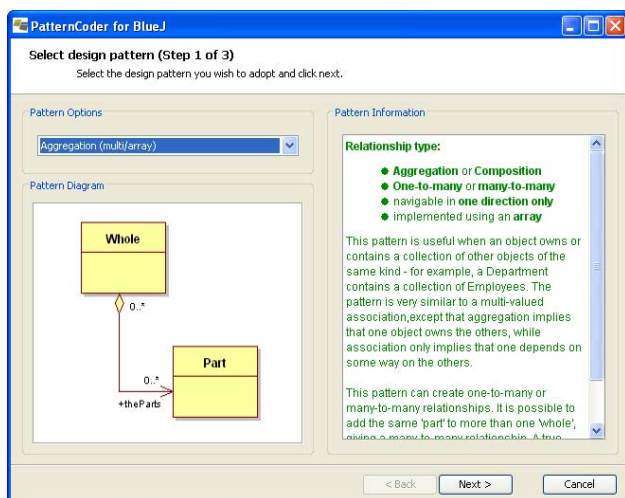 PatternCoder for BlueJ
Select design pattern (Step 1 of 3)
Select the design pattern you wish to adopt and click next.
Pattern Options
Aggregation (multi/array)
Pattern Diagram
Whole
0..*
Part
0..*
+theParts
Pattern Information
Relationship type:
Aggregation or Composition
One-to-many or many-to-many
navigable in one direction only
implemented using an array
This pattern is useful when an object owns or
contains a collection of other objects of the
same kind - for example, a Department
contains a collection of Employees. The
pattern is very similar to a multi-valued
association,except that aggregation implies
that one object owns the others, while
association only implies that one depends on
some way on the others.
This pattern can create one-to-many or
many-to-many relationships. It is possible to
add the same 'part' to more than one 'whole',
giving a many-to-many relationship. A true
< Back
Next >
Cancel